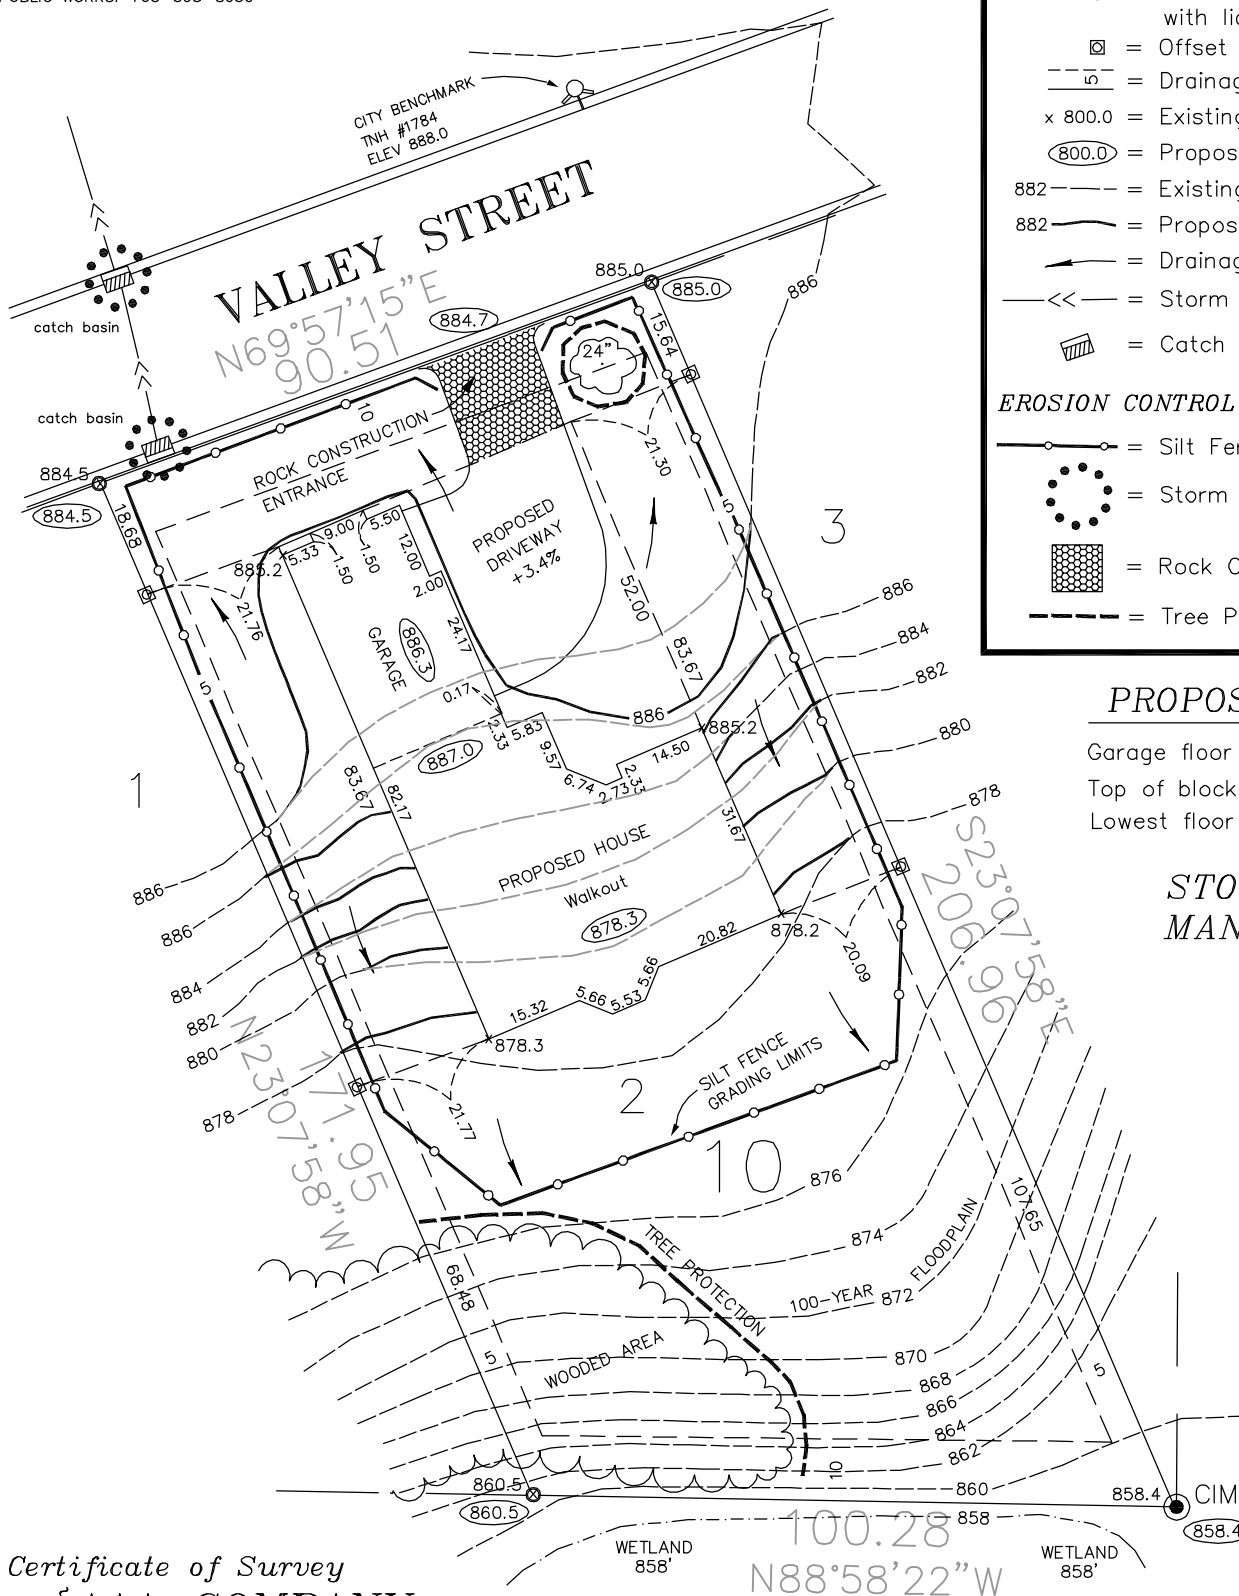 CITY BENCHMARK
TNH #1784
ELEV 888.0
VALLEY STREET
N69°57'15"E
90.51
catch basin
catch basin
884.7
885.0
885.0
886
884.5
884.5
18.68
10
ROCK CONSTRUCTION
ENTRANCE
24"
15.64
21.30
5
3
885.2
5.33
9.00
5.50
1.50
1.50
12.00
2.00
24.17
21.76
5
GARAGE
886.3
PROPOSED
DRIVEWAY
+3.4%
52.00
83.67
886
884
882
880
878
0.17
2.33
5.83
887.0
9.57
6.74
2.73
2.33
14.50
886
885.2
31.67
1
83.67
82.17
PROPOSED HOUSE
Walkout
878.3
20.82
878.2
20.09
15.32
5.66
5.53
5.66
878.3
21.77
886
886
884
882
880
878
S23°07'58"E
206.96
N23°07'58"W
171.95
SILT FENCE
GRADING LIMITS
2
10
876
874
872
100-YEAR
FLOODPLAIN
870
868
866
864
862
860
858
107.65
5
68.48
5
TREE PROTECTION
WOODED AREA
10
860.5
860.5
858.4
CIM
858.4
100.28
N88°58'22"W
WETLAND
858'
WETLAND
858'
Certificate of Survey
with
= Offset
5 = Drainag
x 800.0 = Existing
800.0 = Propos
882 = Existing
882 = Propos
= Drainag
= Storm
= Catch
EROSION CONTROL
= Silt Fe
= Storm
= Rock
= Tree P
PROPOS
Garage floor
Top of block
Lowest floor
STO
MAN